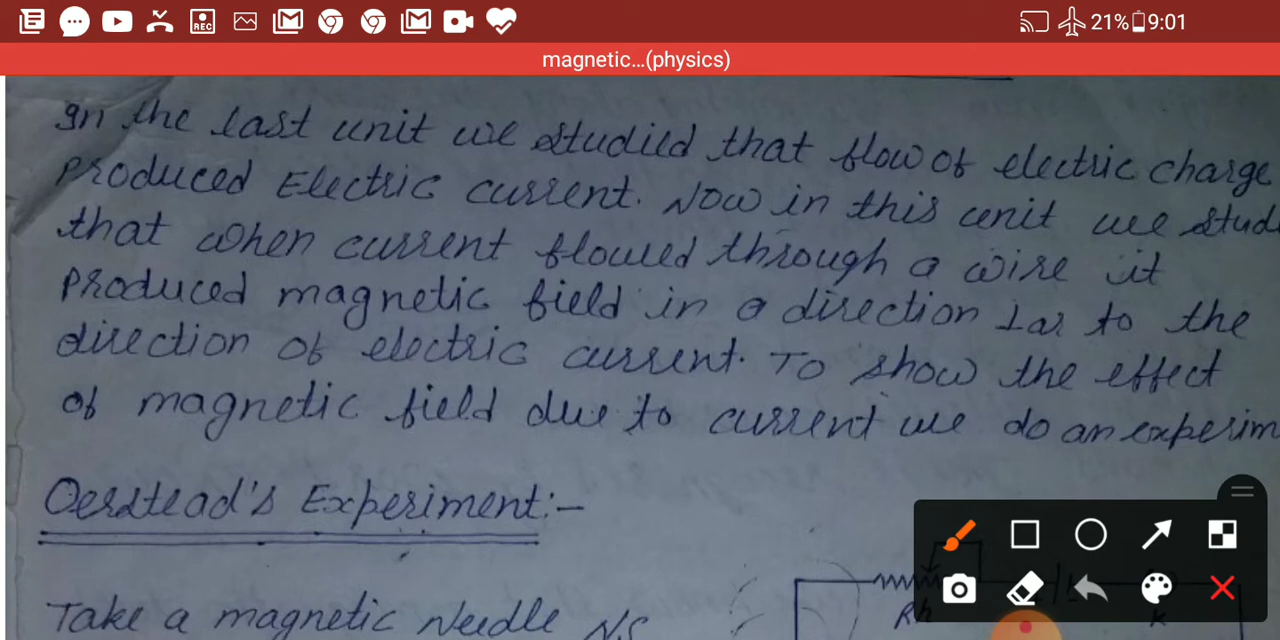 21% 9:01
magnetic...(physics)
In the last unit we studied that flow of electric charge
produced Electric current. Now in this unit we stud
that when current flowed through a wire it
produced magnetic field in a direction ⊥ar to the
direction of electric current. To show the effect
of magnetic field due to current we do an experim
Oerstead's Experiment:-
Take a magnetic Needle N.S
Rh
K